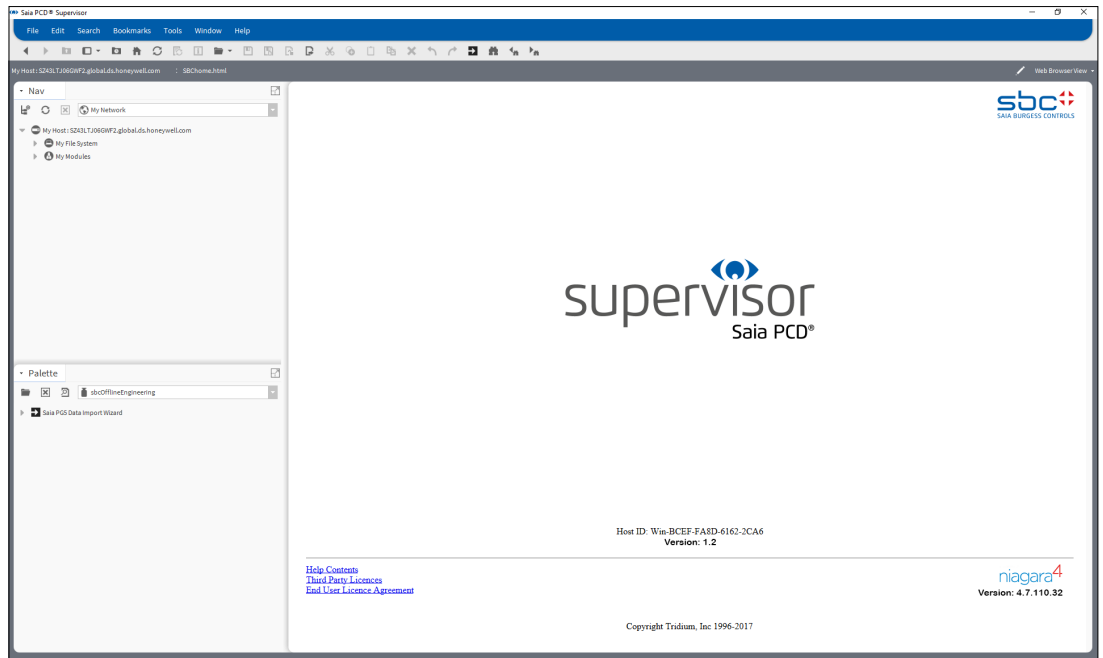 Saia PCD® Supervisor
File Edit Search Bookmarks Tools Window Help
My Host : SZ43LTJ06GWF2.global.ds.honeywell.com : SBChome.html
Web Browser View
Nav
My Network
My Host : SZ43LTJ06GWF2.global.ds.honeywell.com
My File System
My Modules
Palette
sbcOfflineEngineering
Saia PG5 Data Import Wizard
sbc
SAIA BURGESS CONTROLS
supervisor
Saia PCD®
Host ID: Win-BCEF-FA8D-6162-2CA6
Version: 1.2
Help Contents
Third Party Licences
End User Licence Agreement
niagara4
Version: 4.7.110.32
Copyright Tridium, Inc 1996-2017